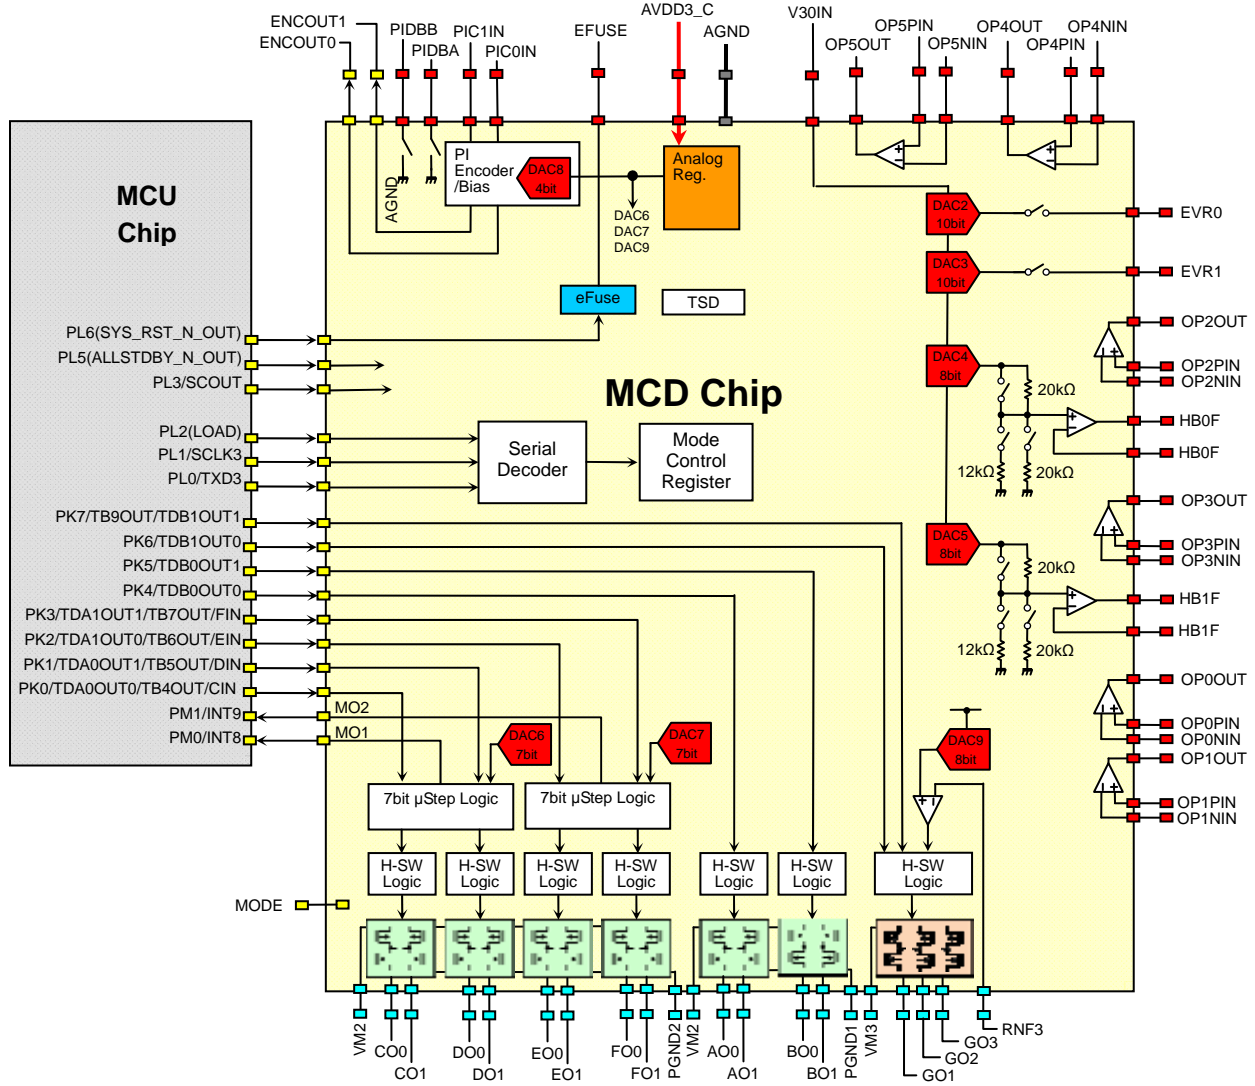 ENCOUT1
ENCOUT0
PIDBB
PIDBA
PIC1IN
PIC0IN
EFUSE
AVDD3_C
AGND
V30IN
OP5OUT
OP5PIN
OP5NIN
OP4OUT
OP4PIN
OP4NIN
MCU
Chip
AGND
PI
Encoder
/Bias
DAC8
4bit
Analog
Reg.
DAC6
DAC7
DAC9
DAC2
10bit
EVR0
DAC3
10bit
EVR1
eFuse
TSD
PL6(SYS_RST_N_OUT)
PL5(ALLSTDBY_N_OUT)
PL3/SCOUT
MCD Chip
DAC4
8bit
20kΩ
12kΩ
20kΩ
OP2OUT
OP2PIN
OP2NIN
HB0F
HB0F
PL2(LOAD)
PL1/SCLK3
PL0/TXD3
Serial
Decoder
Mode
Control
Register
PK7/TB9OUT/TDB1OUT1
PK6/TDB1OUT0
PK5/TDB0OUT1
PK4/TDB0OUT0
PK3/TDA1OUT1/TB7OUT/FIN
PK2/TDA1OUT0/TB6OUT/EIN
PK1/TDA0OUT1/TB5OUT/DIN
PK0/TDA0OUT0/TB4OUT/CIN
PM1/INT9
PM0/INT8
MO2
MO1
DAC5
8bit
20kΩ
12kΩ
20kΩ
OP3OUT
OP3PIN
OP3NIN
HB1F
HB1F
OP0OUT
OP0PIN
OP0NIN
OP1OUT
OP1PIN
OP1NIN
DAC6
7bit
DAC7
7bit
DAC9
8bit
7bit µStep Logic
7bit µStep Logic
H-SW
Logic
H-SW
Logic
H-SW
Logic
H-SW
Logic
H-SW
Logic
H-SW
Logic
H-SW
Logic
MODE
VM2
CO0
CO1
DO0
DO1
EO0
EO1
FO0
FO1
PGND2
VM2
AO0
AO1
BO0
BO1
PGND1
VM3
GO1
GO2
GO3
RNF3